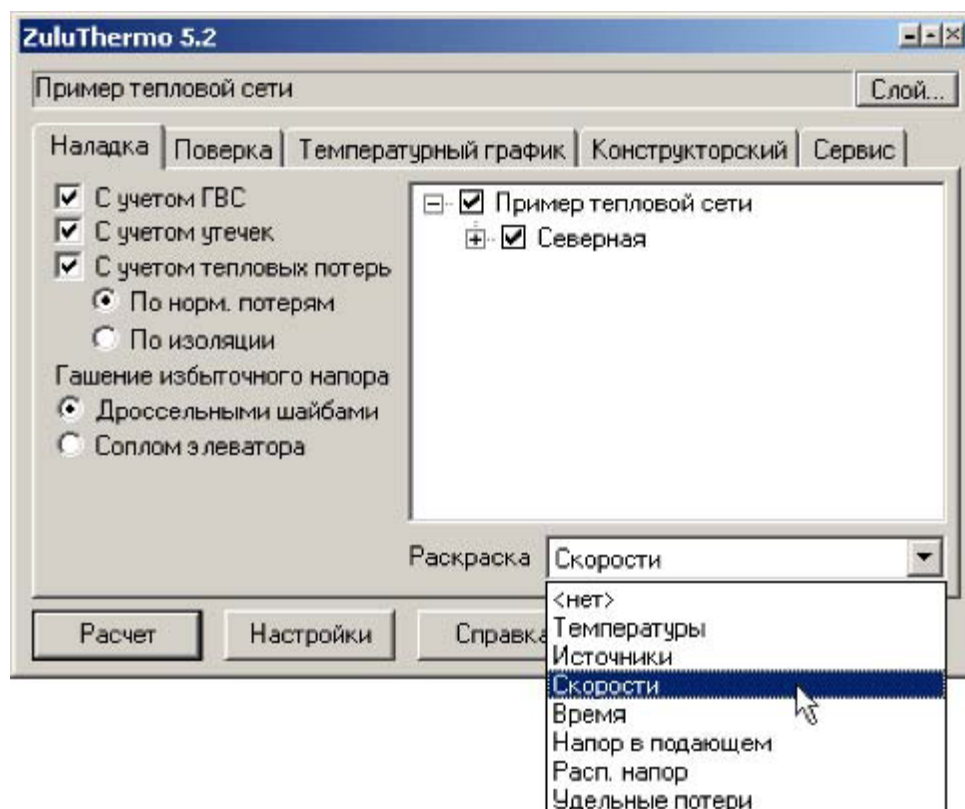 ZuluThermo 5.2
Пример тепловой сети
Слой...
Наладка Поверка Температурный график Конструкторский Сервис
С учетом ГВС
С учетом утечек
С учетом тепловых потерь
По норм. потерям
По изоляции
Гашение избыточного напора
Дроссельными шайбами
Соплом элеватора
Пример тепловой сети
Северная
Раскраска Скорости
<нет>
Температуры
Источники
Скорости
Время
Напор в подающем
Расп. напор
Удельные потери
Расчет Настройки Справка